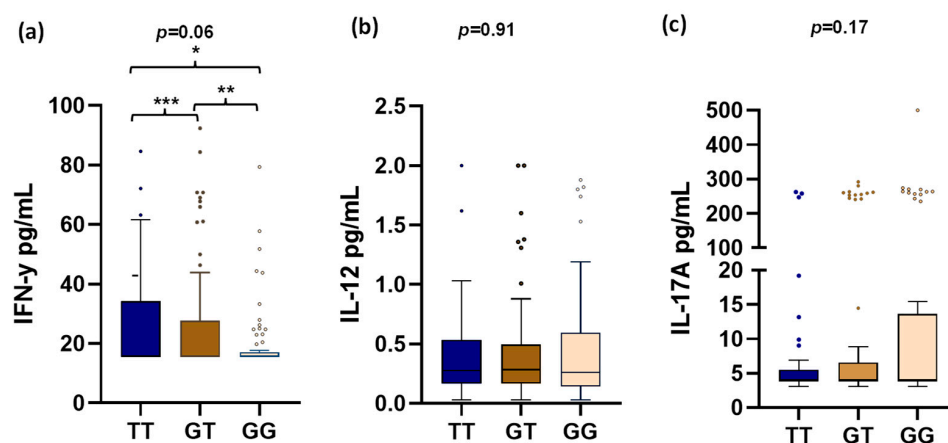 (a)
p=0.06
*
***
**
IFN-y pg/mL
100
80
60
40
20
0
TT
GT
GG
(b)
p=0.91
IL-12 pg/mL
2.5
2.0
1.5
1.0
0.5
0.0
TT
GT
GG
(c)
p=0.17
IL-17A pg/mL
500
400
300
200
100
20
15
10
5
0
TT
GT
GG